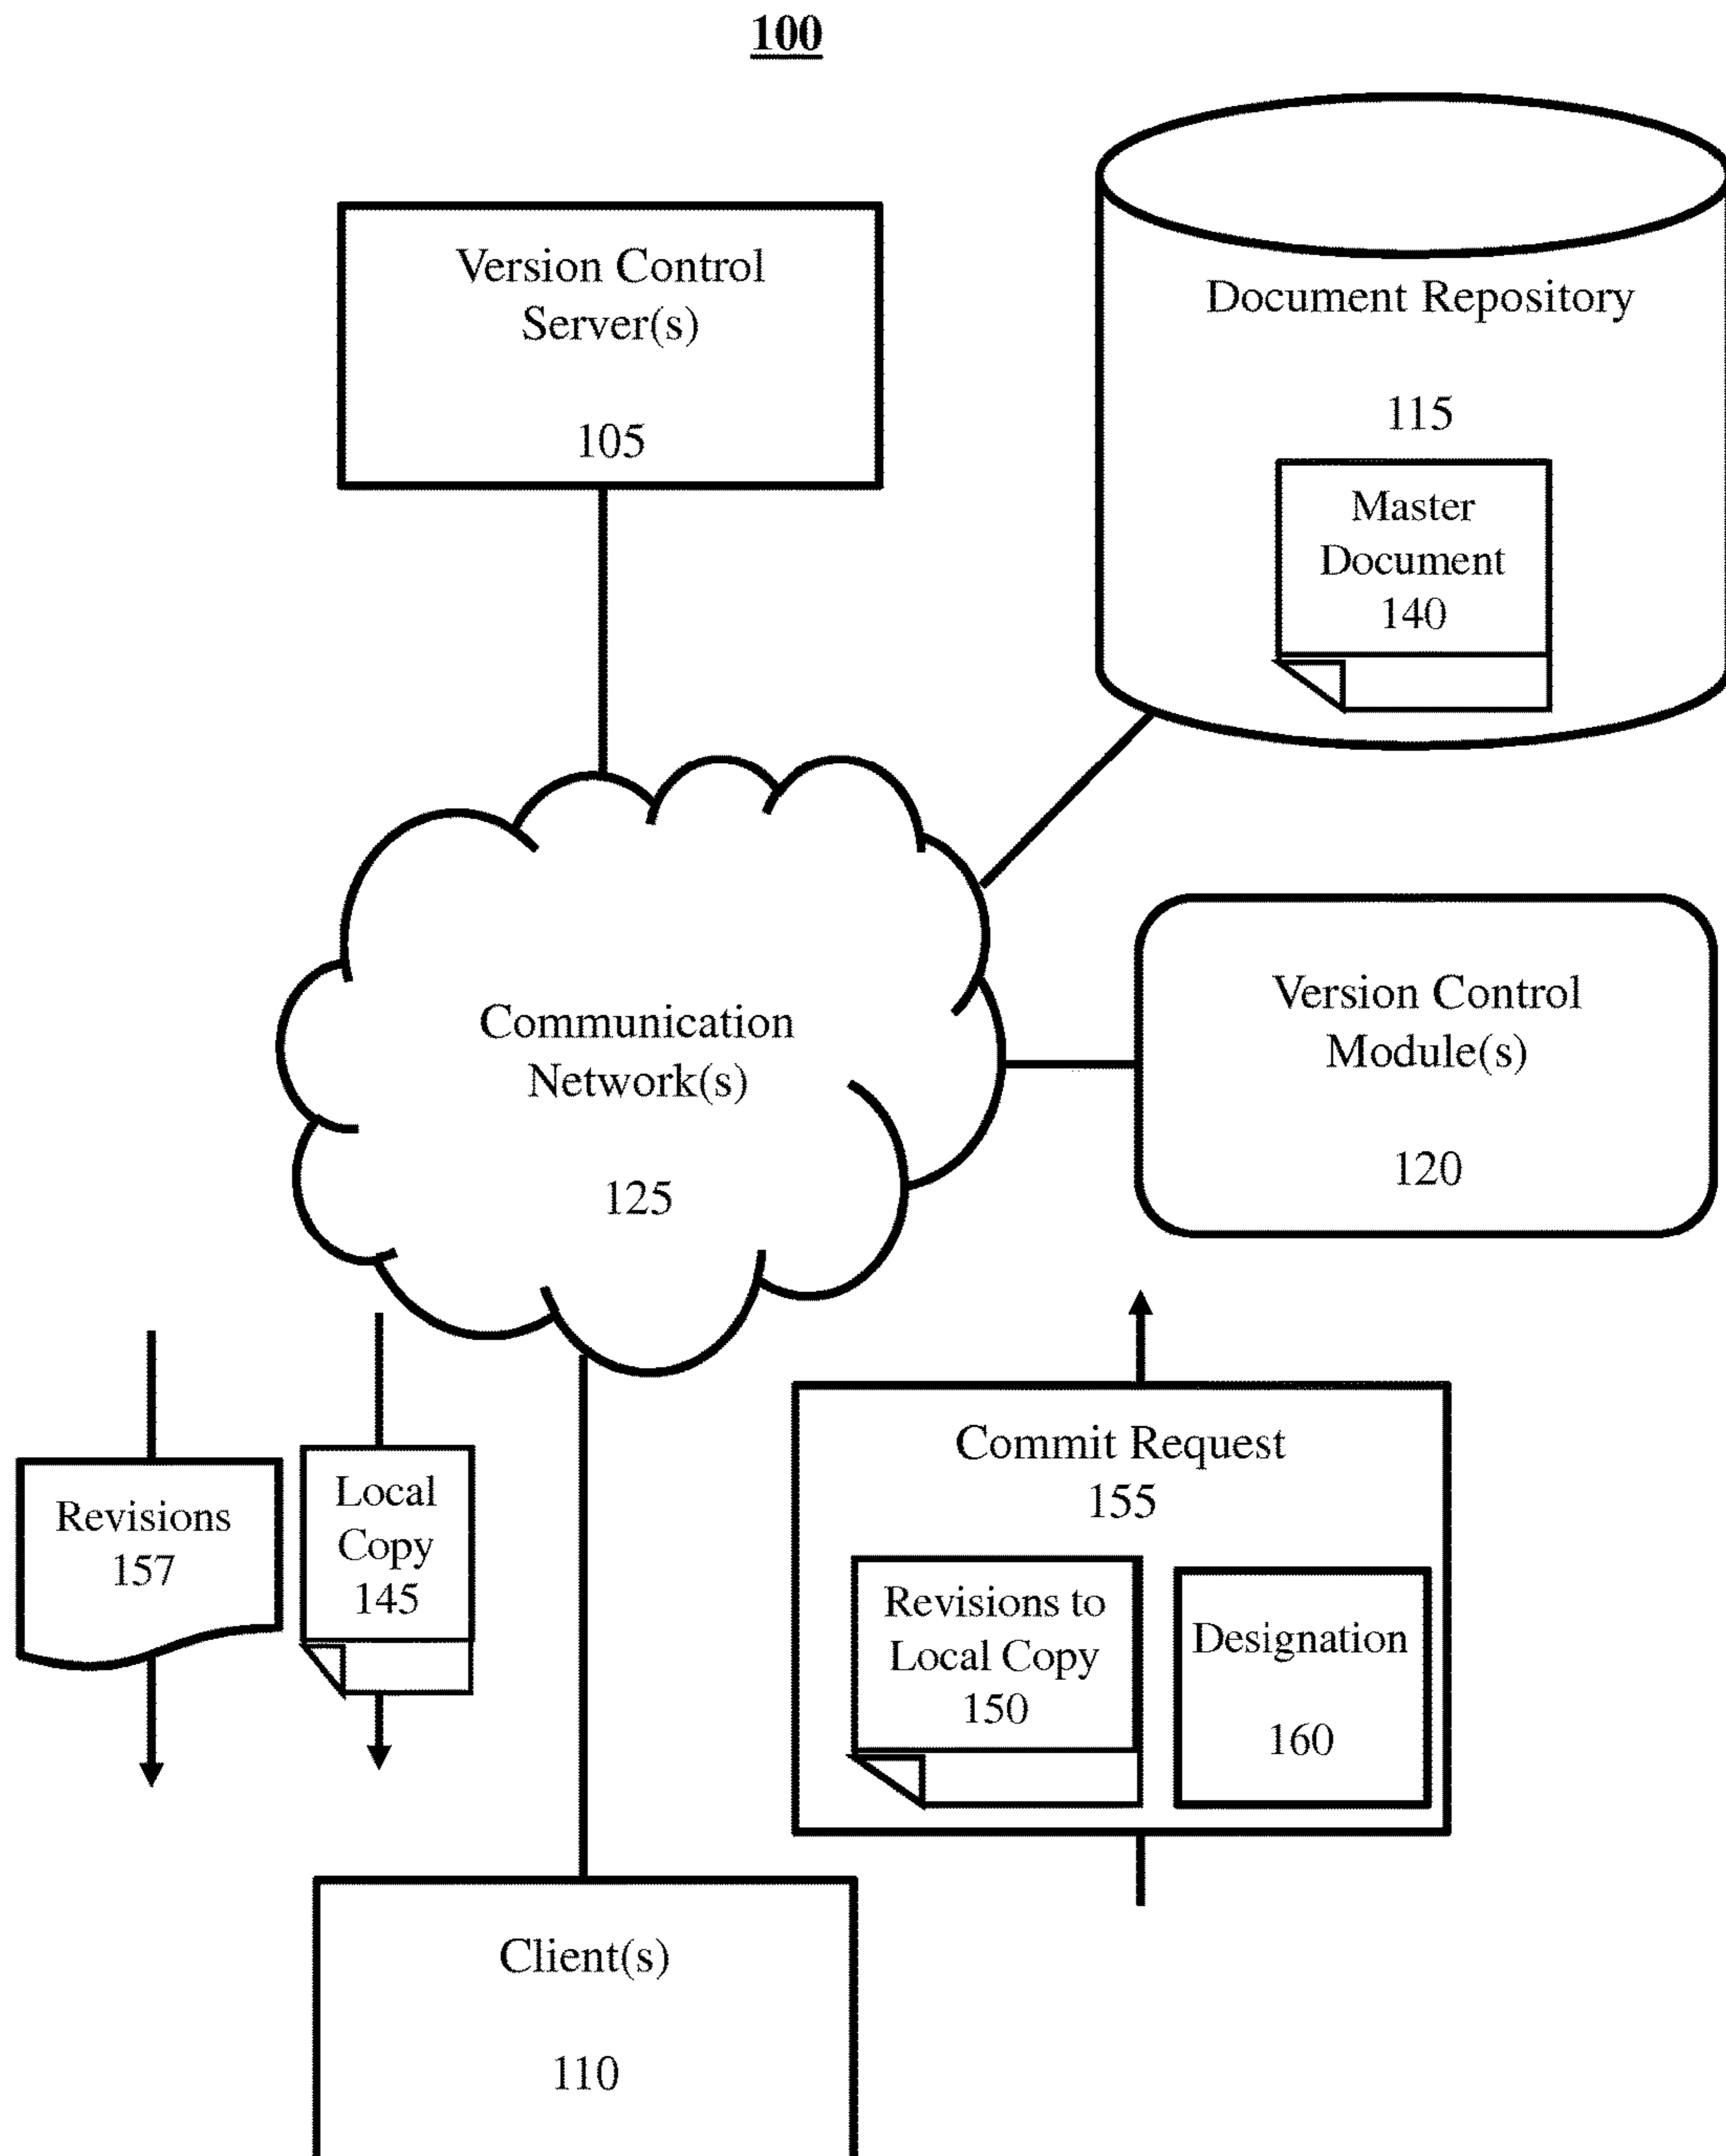 100
Version Control
Server(s)
105
Document Repository
115
Master
Document
140
Communication
Network(s)
125
Version Control
Module(s)
120
Revisions
157
Local
Copy
145
Commit Request
155
Revisions to
Local Copy
150
Designation
160
Client(s)
110